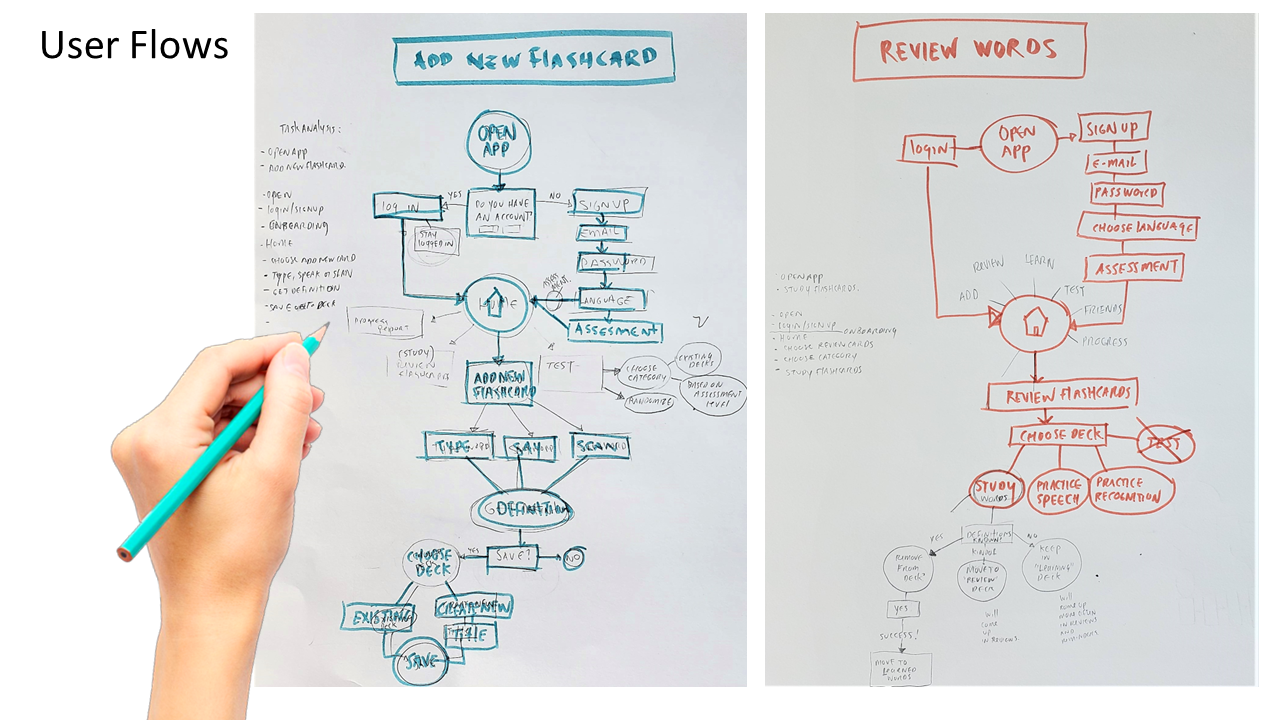 User Flows
ADD NEW FLASHCARD
TASK ANALYSIS:
- OPEN APP
- ADD NEW FLASHCARD
- OPEN
- LOGIN/SIGNUP
- ONBOARDING
- HOME
- CHOOSE ADD NEW CARD
- TYPE, SPEAK OR SCAN
- GET DEFINITION
- SAVE DECK
OPEN
APP
YES
NO
LOG IN
DO YOU HAVE
AN ACCOUNT?
SIGN UP
STAY
LOGGED IN
EMAIL
PASSWORD
LANGUAGE
ASSESMENT
HOME
PROGRESS
REPORT
(STUDY)
REVIEW
FLASHCARDS
ADD NEW
FLASHCARD
TEST
CHOOSE
CATEGORY
EXISTING
DECKS
BASED ON
ASSESSMENT
LEVEL
RANDOMIZE
TYPE
SAY
SCAN
DEFINITION
SAVE?
YES
NO
CHOOSE
DECK
EXISTING
CREATE NEW
TITLE
SAVE
REVIEW WORDS
LOGIN
OPEN
APP
SIGN UP
E-MAIL
PASSWORD
CHOOSE LANGUAGE
ASSESSMENT
REVIEW
LEARN
ADD
TEST
FRIENDS
PROGRESS
- OPEN APP
- STUDY FLASHCARDS.
- OPEN
- LOGIN/SIGNUP
ONBOARDING
- HOME
- CHOOSE REVIEW CARDS
- CHOOSE CATEGORY
- STUDY FLASHCARDS
REVIEW FLASHCARDS
CHOOSE DECK
TEST
STUDY
WORDS
PRACTICE
SPEECH
PRACTICE
RECOGNITION
DEFINITIONS
YES
NO
REMOVE
FROM
DECK?
KINDA
MOVE TO
"REVIEW"
DECK
KEEP
IN
"LEARNING"
DECK
YES
SUCCESS!
MOVE TO
LEARNED
WORDS
WILL
COME
UP
IN REVIEWS
WILL
COME UP
MORE OFTEN
IN REVIEWS
AND
REMINDERS